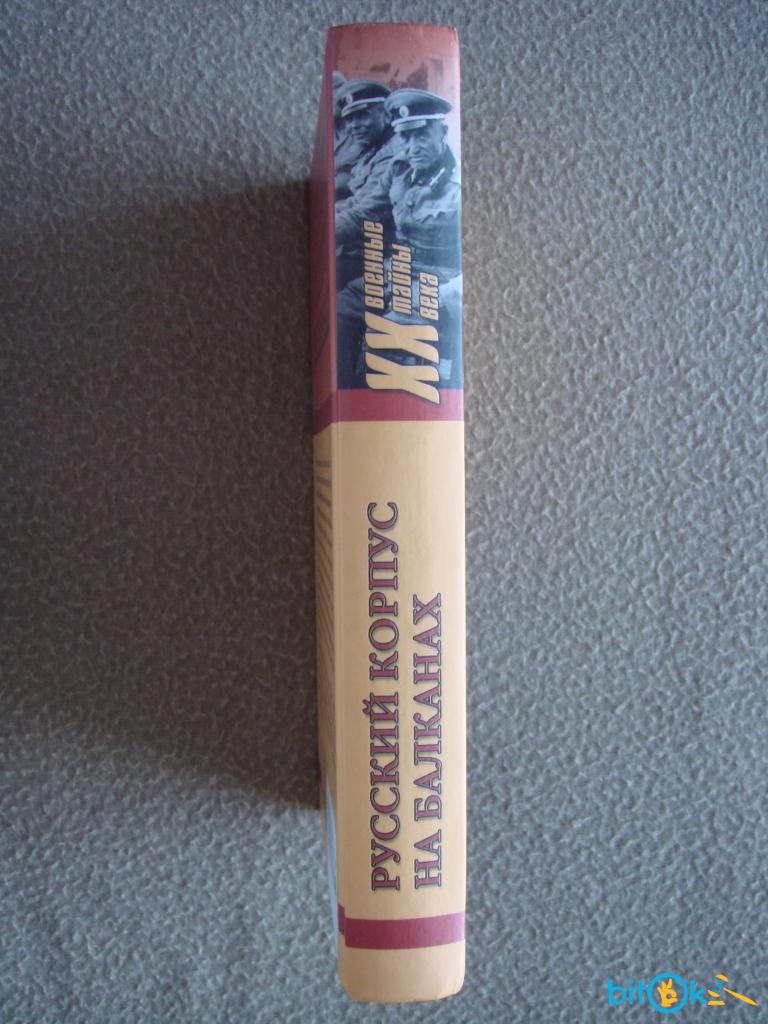 XX
военные
тайны
века
РУССКИЙ КОРПУС
НА БАЛКАНАХ
bitOk